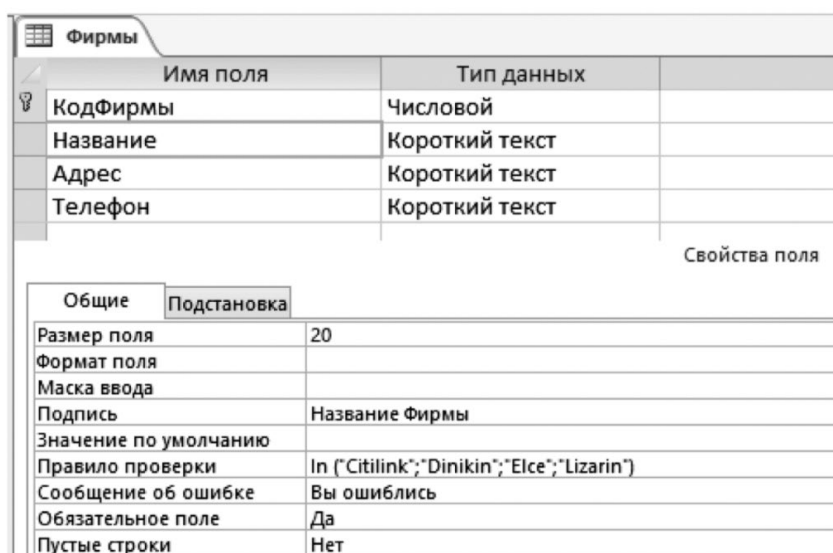 Фирмы
Имя поля Тип данных
КодФирмы Числовой
Название Короткий текст
Адрес Короткий текст
Телефон Короткий текст
Свойства поля
Общие Подстановка
Размер поля 20
Формат поля
Маска ввода
Подпись Название Фирмы
Значение по умолчанию
Правило проверки In ("Citilink";"Dinikin";"Elce";"Lizarin")
Сообщение об ошибке Вы ошиблись
Обязательное поле Да
Пустые строки Нет